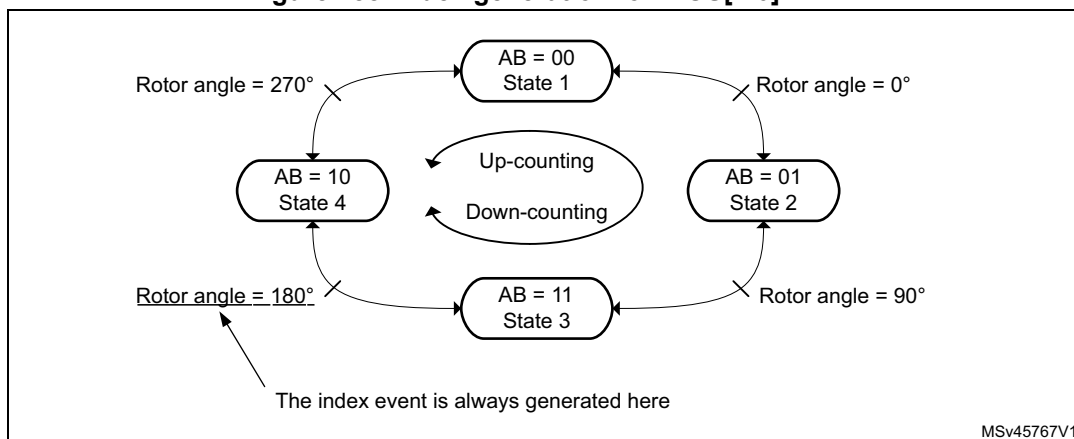 AB = 00
State 1
Rotor angle = 270°
Rotor angle = 0°
Up-counting
AB = 10
State 4
AB = 01
State 2
Down-counting
Rotor angle = 180°
AB = 11
State 3
Rotor angle = 90°
The index event is always generated here
MSv45767V1